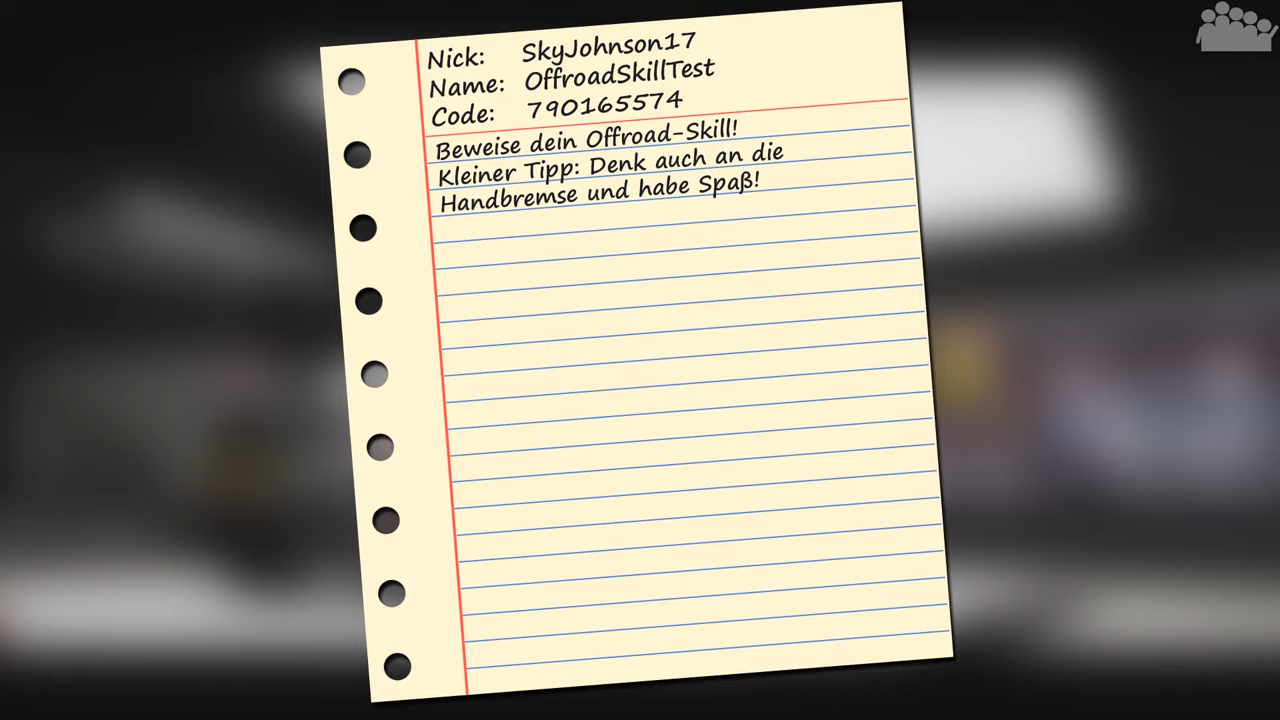 Nick: SkyJohnson17
Name: OffroadSkillTest
Code: 790165574
Beweise dein Offroad-Skill!
Kleiner Tipp: Denk auch an die
Handbremse und habe Spaß!